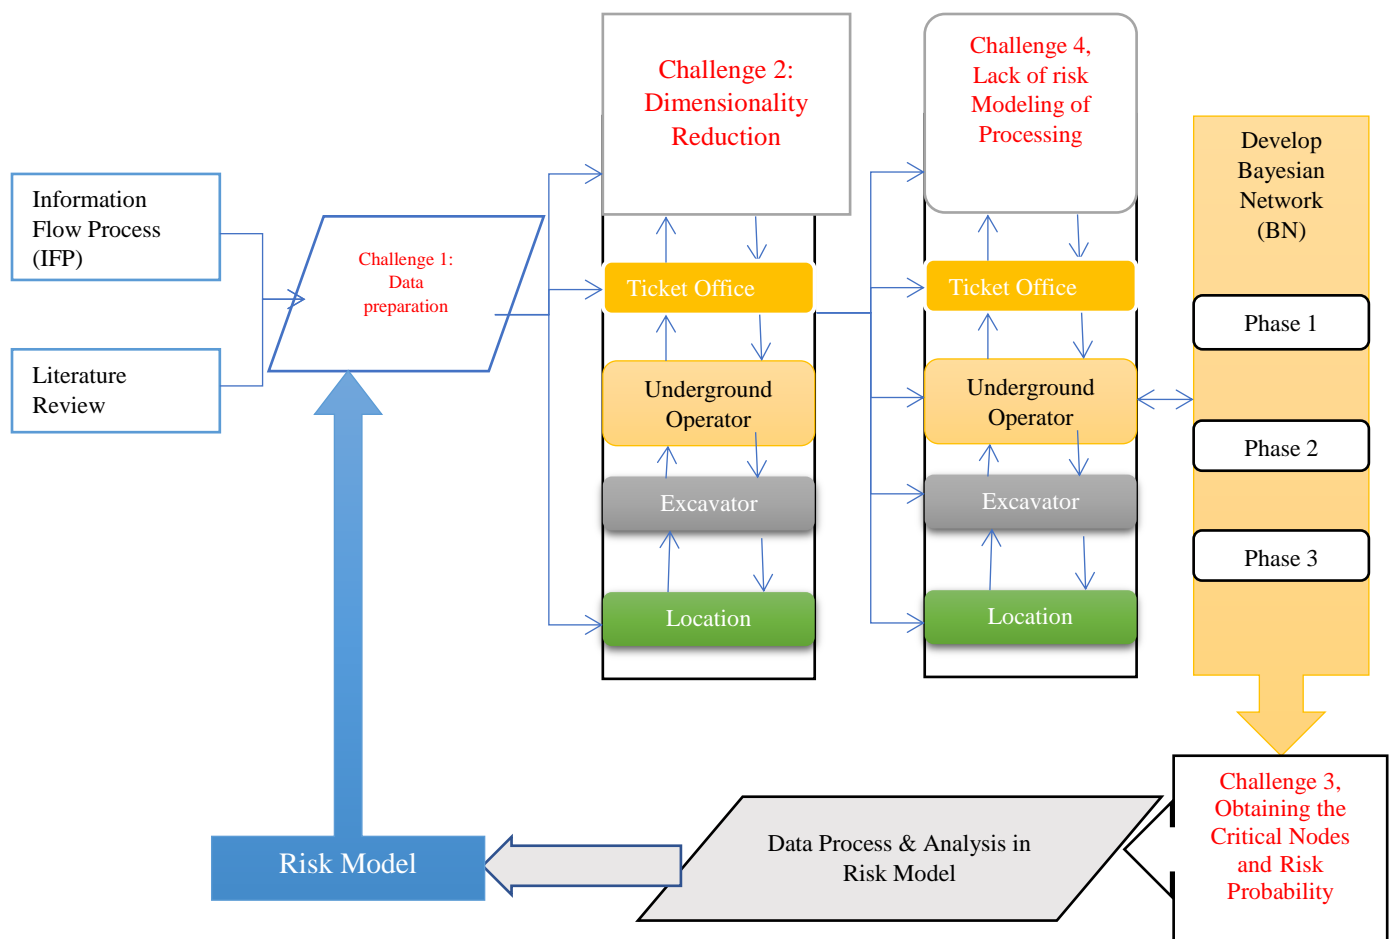 Information
Flow Process
(IFP)
Literature
Review
Challenge 1:
Data
preparation
Challenge 2:
Dimensionality
Reduction
Ticket Office
Underground
Operator
Excavator
Location
Challenge 4,
Lack of risk
Modeling of
Processing
Ticket Office
Underground
Operator
Excavator
Location
Develop
Bayesian
Network
(BN)
Phase 1
Phase 2
Phase 3
Challenge 3,
Obtaining the
Critical Nodes
and Risk
Probability
Data Process & Analysis in
Risk Model
Risk Model